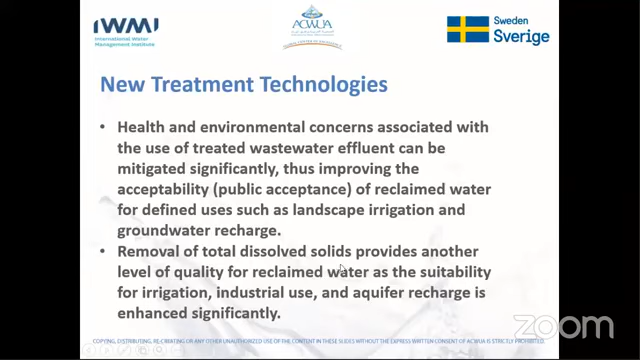 IWMI
International Water
Management Institute
ACWUA
Sweden
Sverige
New Treatment Technologies
• Health and environmental concerns associated with
the use of treated wastewater effluent can be
mitigated significantly, thus improving the
acceptability (public acceptance) of reclaimed water
for defined uses such as landscape irrigation and
groundwater recharge.
• Removal of total dissolved solids provides another
level of quality for reclaimed water as the suitability
for irrigation, industrial use, and aquifer recharge is
enhanced significantly.
zoom
COPYING, DISTRIBUTING, RECREATING OR ANY OTHER UNAUTHORIZED USE OF THE CONTENT IN THESE SLIDES WITHOUT THE EXPRESS WRITTEN CONSENT OF ACWUA IS STRICTLY PROHIBITED.